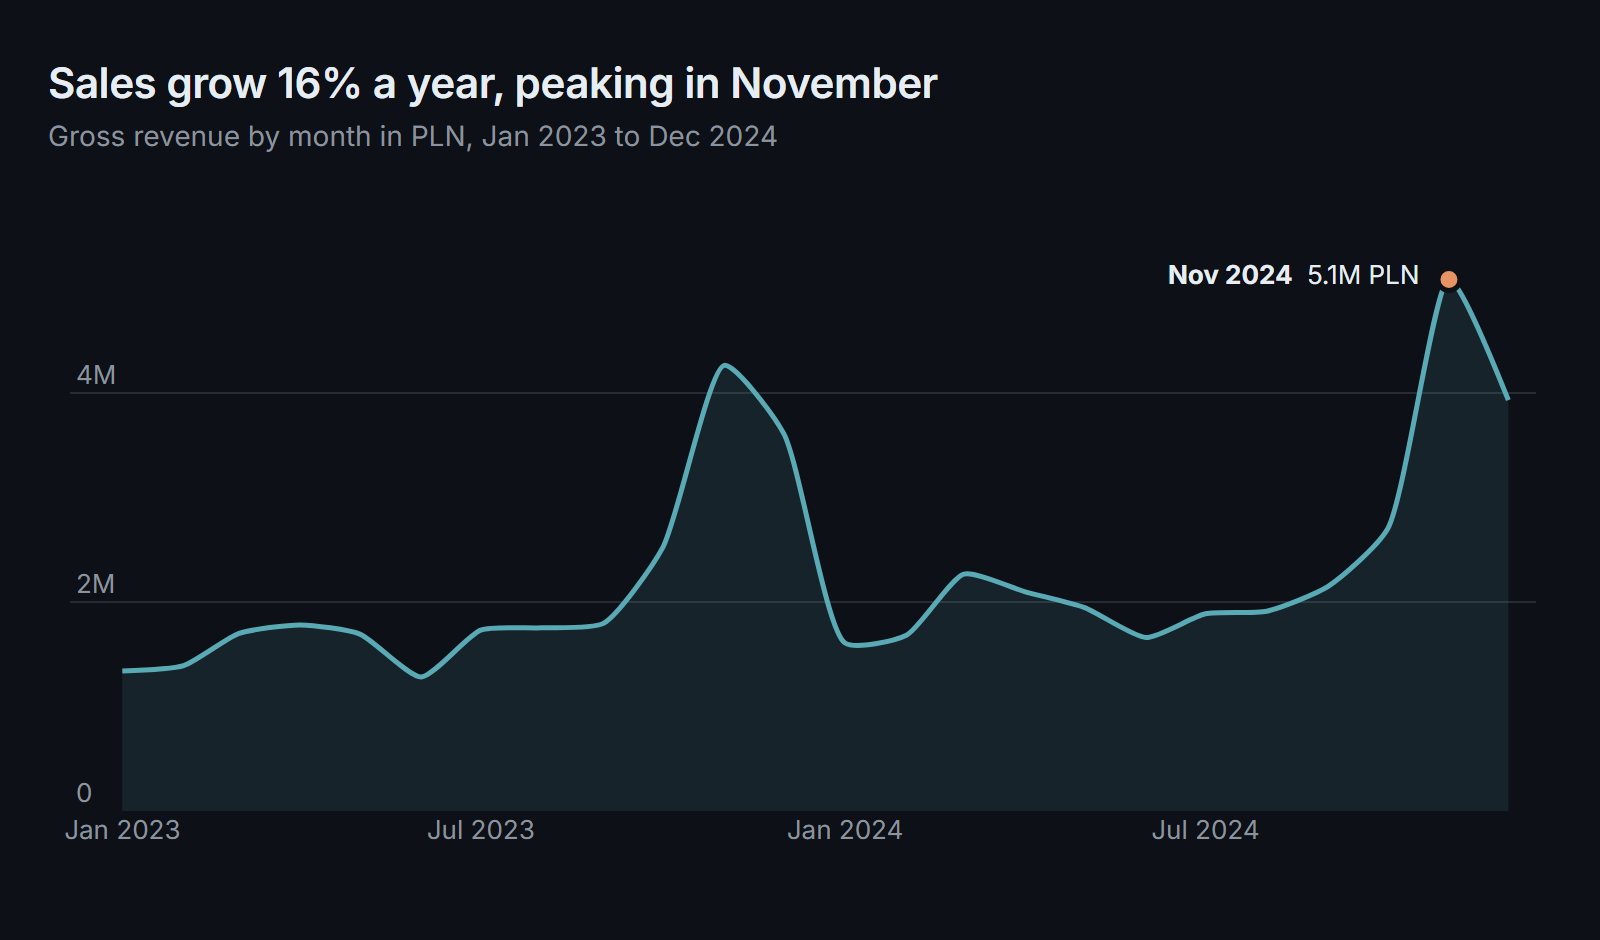 Sales grow 16% a year, peaking in November
Gross revenue by month in PLN, Jan 2023 to Dec 2024
Nov 2024 5.1M PLN
4M
2M
0
Jan 2023 Jul 2023 Jan 2024 Jul 2024